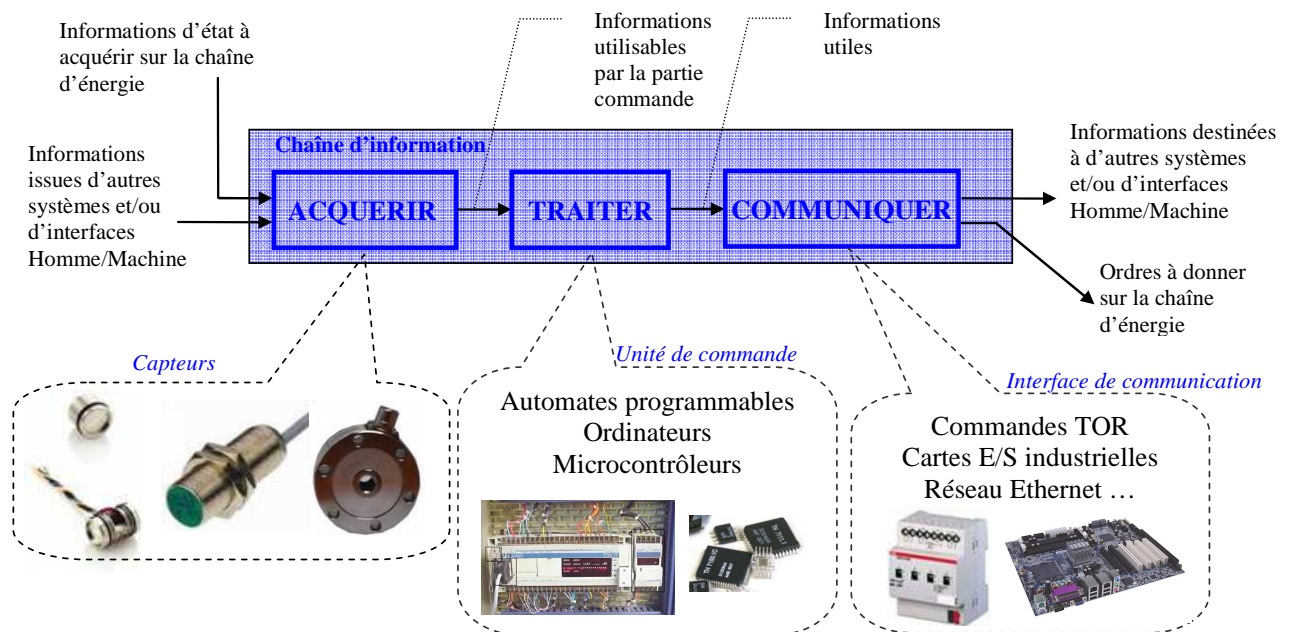 Informations d'état à
acquérir sur la chaîne
d'énergie
Informations
utilisables
par la partie
commande
Informations
utiles
Informations
issues d'autres
systèmes et/ou
d'interfaces
Homme/Machine
Chaîne d'information
ACQUERIR
TRAITER
COMMUNIQUER
Informations destinées
à d'autres systèmes
et/ou d'interfaces
Homme/Machine
Ordres à donner
sur la chaîne
d'énergie
Capteurs
Unité de commande
Interface de communication
Automates programmables
Ordinateurs
Microcontrôleurs
Commandes TOR
Cartes E/S industrielles
Réseau Ethernet …